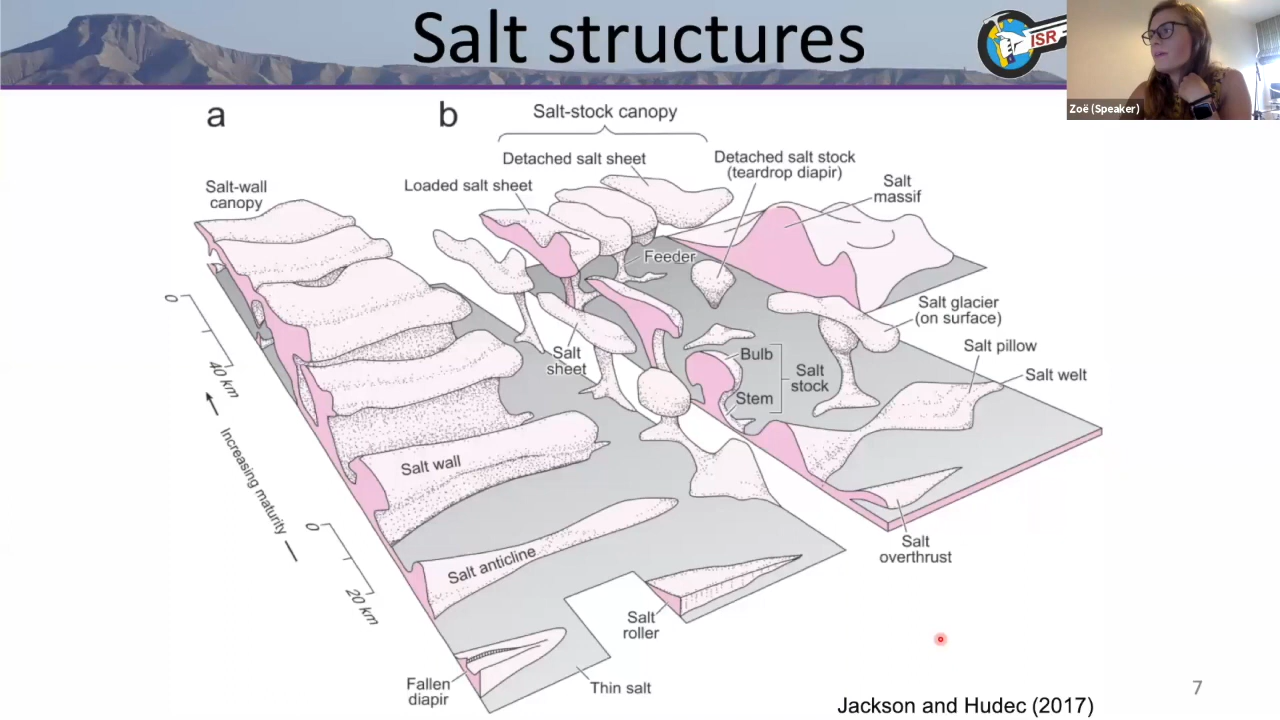 Salt structures
ISR
Zoë (Speaker)
a
b
Salt-stock canopy
Detached salt sheet
Detached salt stock
(teardrop diapir)
Loaded salt sheet
Salt
massif
Salt-wall
canopy
Feeder
Salt glacier
(on surface)
0
40 km
Salt
sheet
Bulb
Salt
stock
Stem
Salt pillow
Salt welt
Increasing maturity
Salt wall
0
20 km
Salt anticline
Salt
overthrust
Salt
roller
Fallen
diapir
Thin salt
7
Jackson and Hudec (2017)